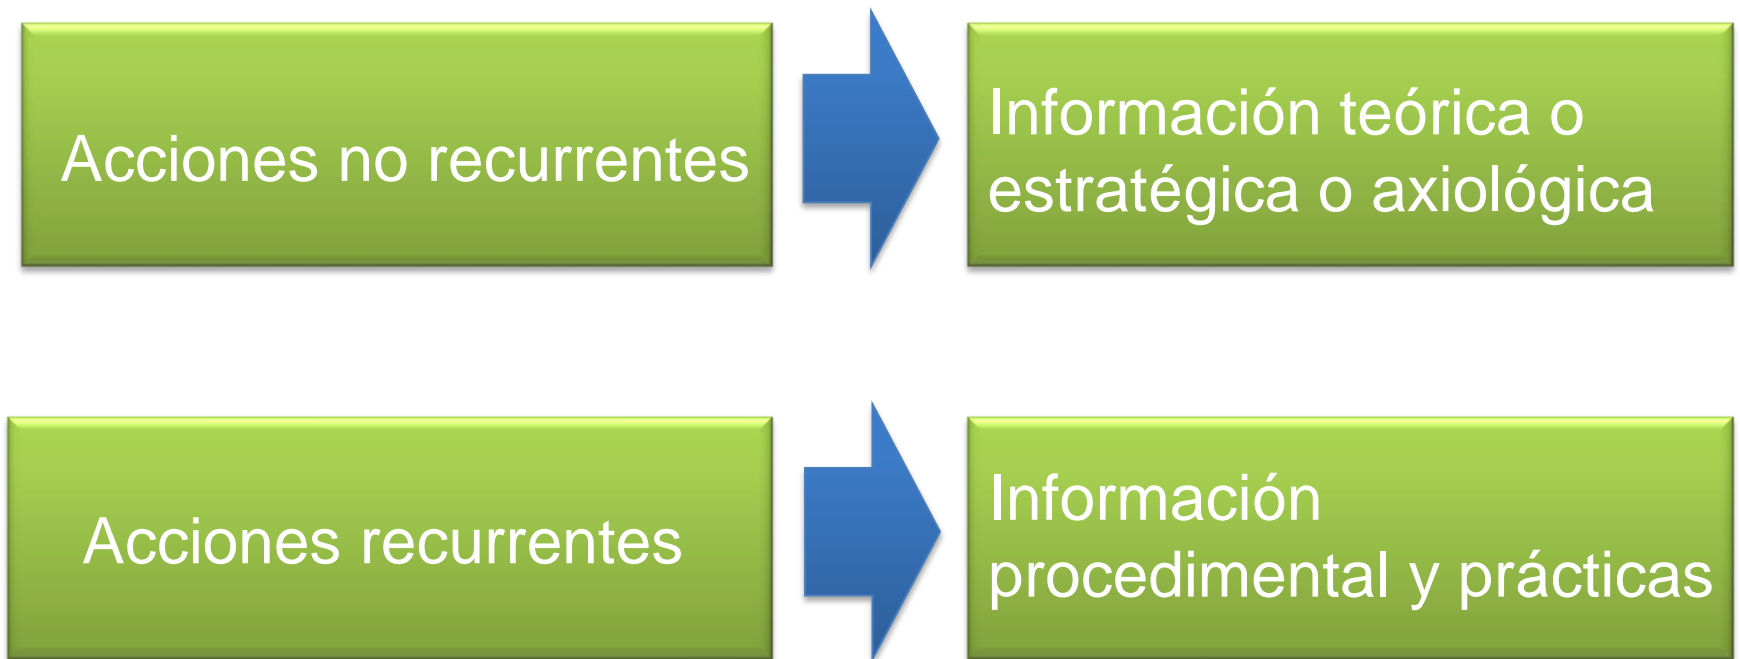 Acciones no recurrentes
Información teórica o
estratégica o axiológica
Acciones recurrentes
Información
procedimental y prácticas